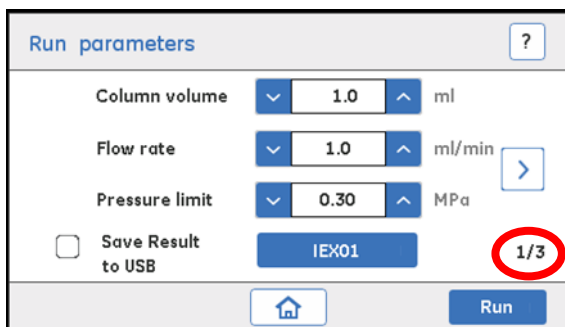 Run parameters ?
Column volume 1.0 ml
Flow rate 1.0 ml/min
>
Pressure limit 0.30 MPa
Save Result
to USB
IEX01
1/3
Run